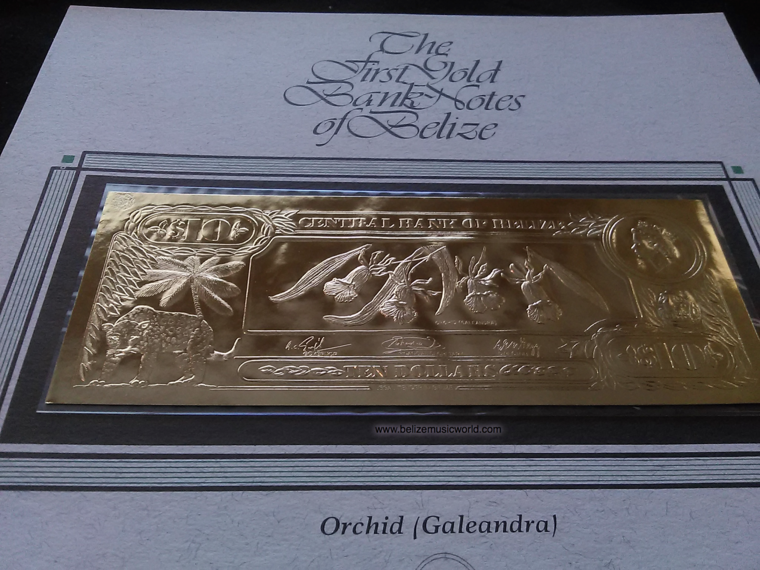 The
First Gold
Bank Notes
of Belize
$10
CENTRAL BANK OF BELIZE
TEN DOLLARS
$10
www.belizemusicworld.com
Orchid (Galeandra)